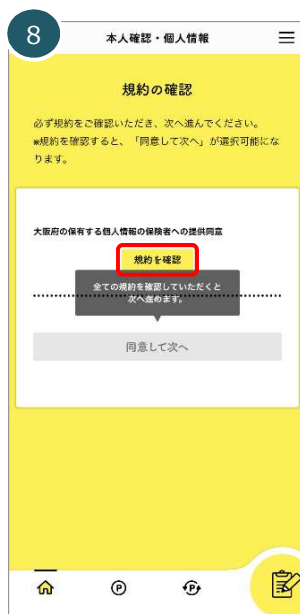 8
本人確認・個人情報
規約の確認
必ず規約をご確認いただき、次へ進んでください。
※規約を確認すると、「同意して次へ」が選択可能にな
ります。
大阪府の保有する個人情報の保険者への提供同意
規約を確認
全ての規約を確認していただくと
次へ進めます。
同意して次へ
P
P